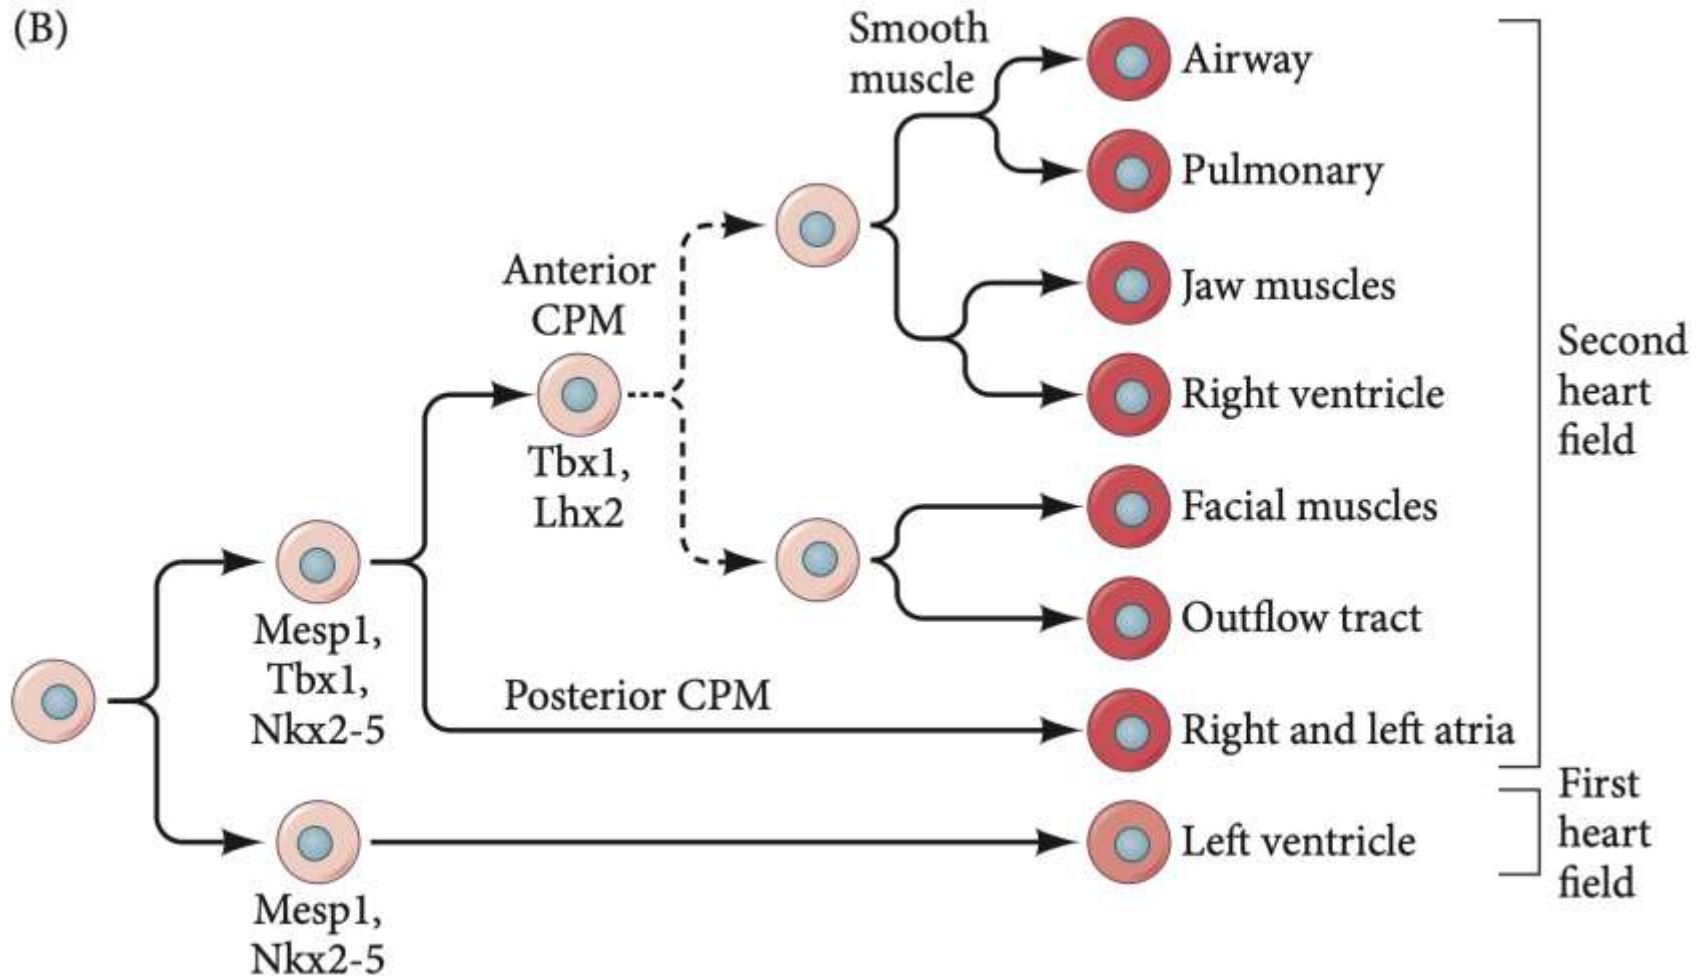 (B)
Smooth
muscle
Airway
Pulmonary
Jaw muscles
Right ventricle
Anterior
CPM
Tbx1,
Lhx2
Facial muscles
Outflow tract
Mesp1,
Tbx1,
Nkx2-5
Posterior CPM
Right and left atria
Second
heart
field
Mesp1,
Nkx2-5
Left ventricle
First
heart
field